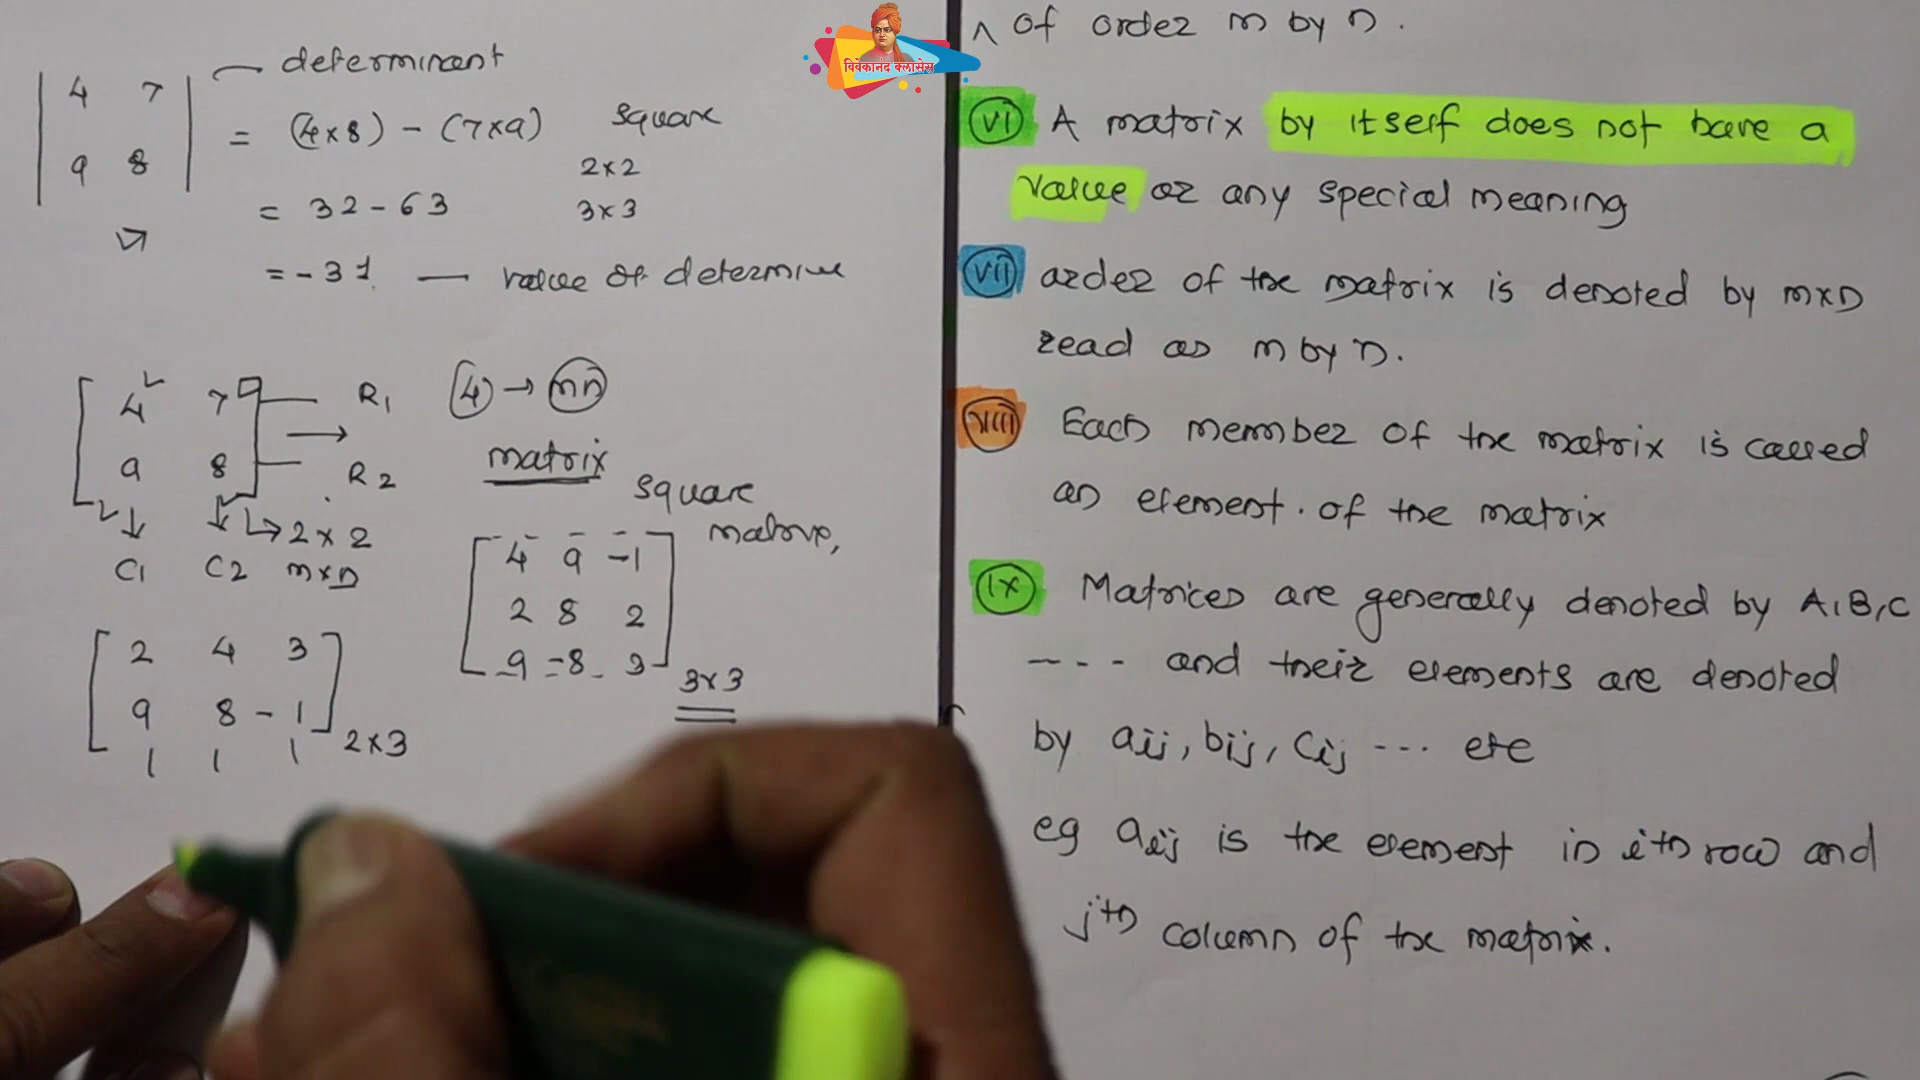 विवेकानंद क्लासेस
4 7
9 8
determinant
= (4×8) - (7×9)
= 32-63
= -31 — value of determine
square
2×2
3×3
4 7 R1
9 8 R2
C1 C2
2×2
m×n
(4) → mn
matrix
square
4 9 -1
2 8 2
9 -8 3
3×3
2 4 3
9 8 -1
2×3
of order m by n.
(vi) A matrix by itself does not have a
value or any special meaning
(vii) order of the matrix is denoted by m×n
read as m by n.
(viii) Each member of the matrix is called
an element. of the matrix
(ix) Matrices are generally denoted by A, B, C
---- and their elements are denoted
by aij, bij, Cij --- etc
eg aij is the element in ith row and
jth column of the matrix.